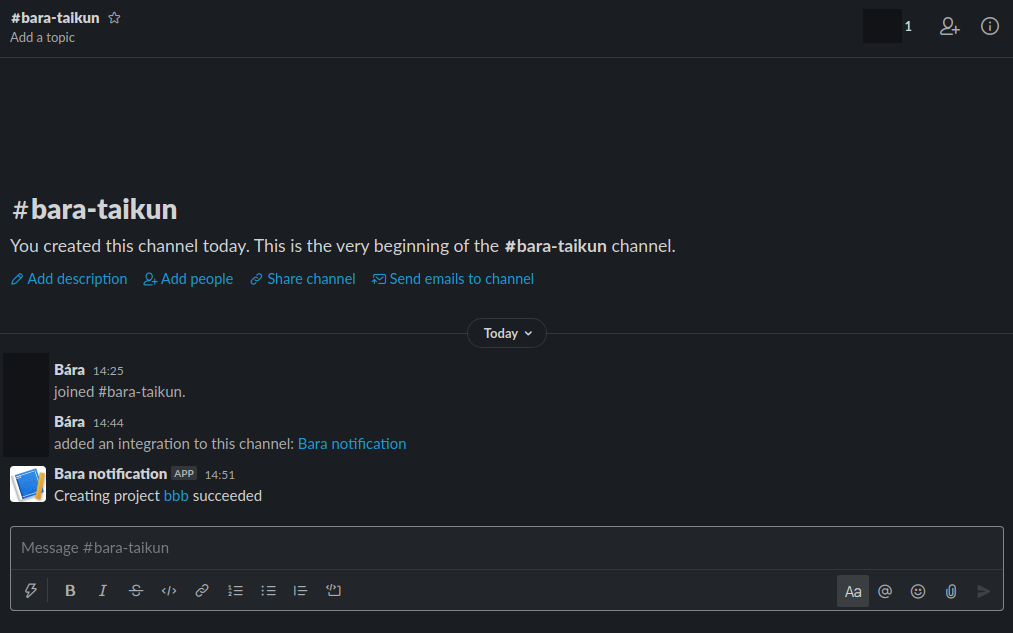 #bara-taikun
Add a topic
1
#bara-taikun
You created this channel today. This is the very beginning of the #bara-taikun channel.
Add description Add people Share channel Send emails to channel
Today
Bára 14:25
joined #bara-taikun.
Bára 14:44
added an integration to this channel: Bara notification
Bara notification APP 14:51
Creating project bbb succeeded
Message #bara-taikun
B I S </> Aa @